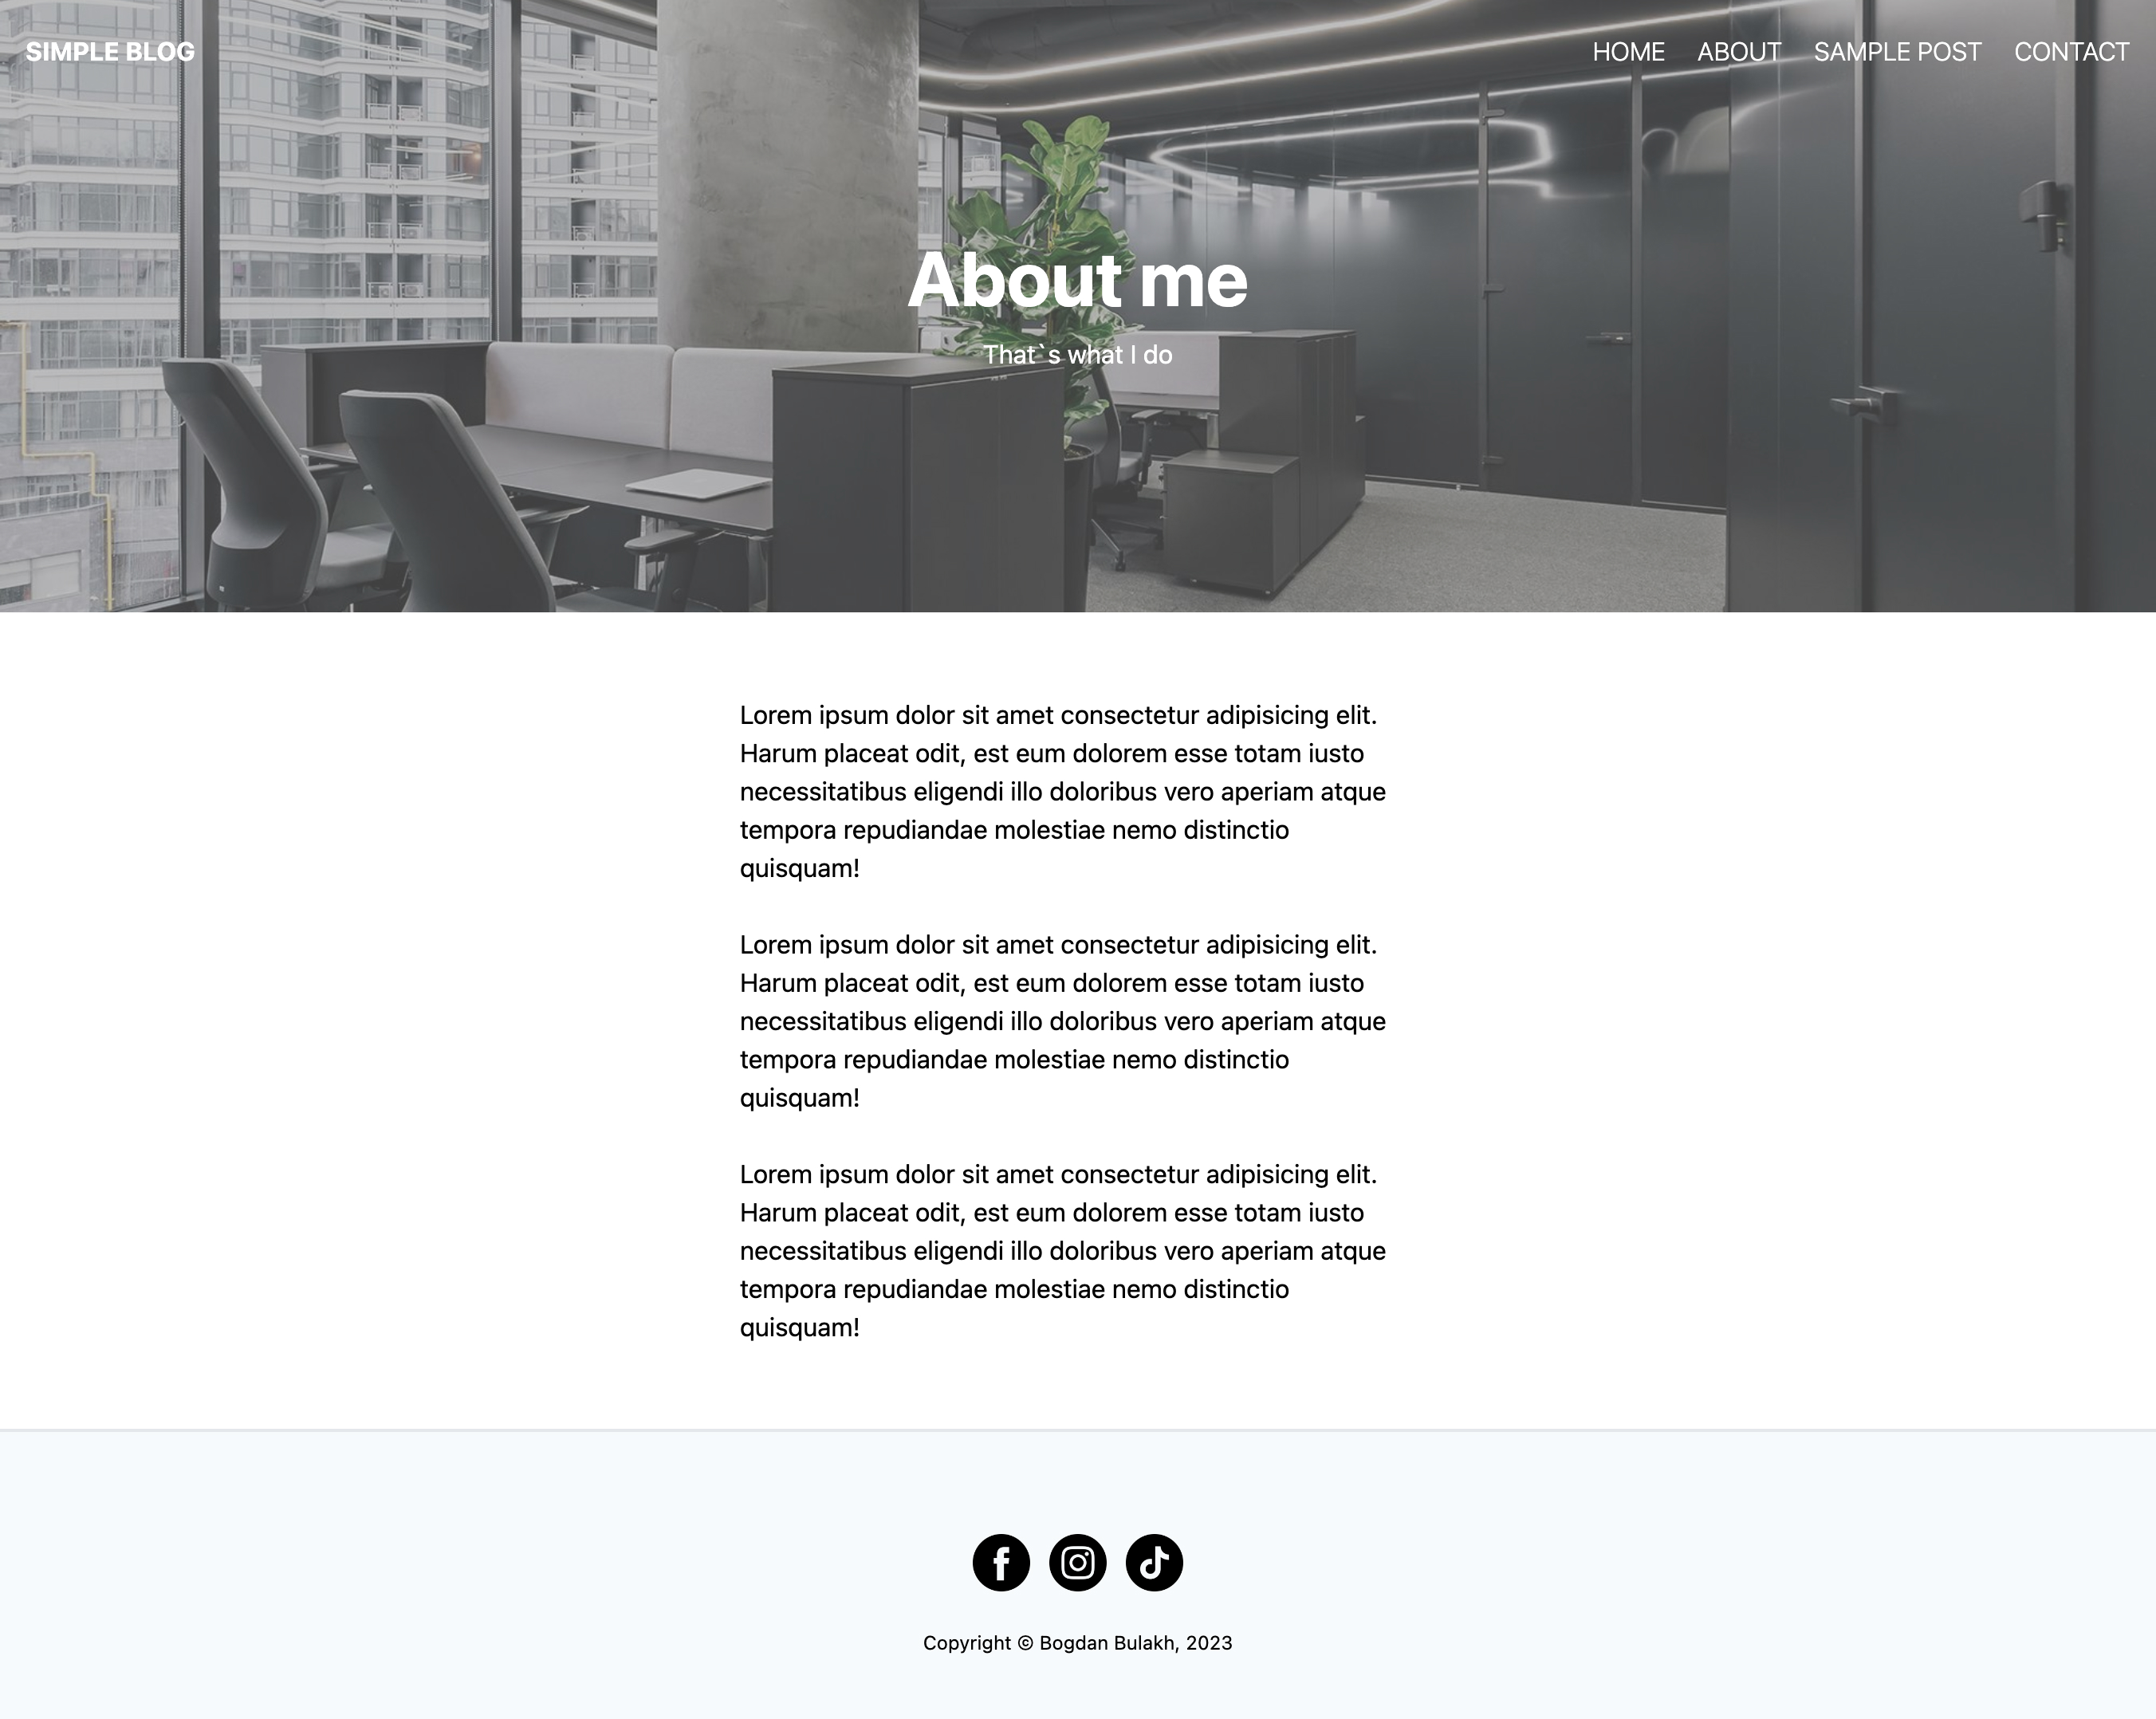 SIMPLE BLOG
HOME ABOUT SAMPLE POST CONTACT
About me
That`s what I do
Lorem ipsum dolor sit amet consectetur adipisicing elit.
Harum placeat odit, est eum dolorem esse totam iusto
necessitatibus eligendi illo doloribus vero aperiam atque
tempora repudiandae molestiae nemo distinctio
quisquam!
Lorem ipsum dolor sit amet consectetur adipisicing elit.
Harum placeat odit, est eum dolorem esse totam iusto
necessitatibus eligendi illo doloribus vero aperiam atque
tempora repudiandae molestiae nemo distinctio
quisquam!
Lorem ipsum dolor sit amet consectetur adipisicing elit.
Harum placeat odit, est eum dolorem esse totam iusto
necessitatibus eligendi illo doloribus vero aperiam atque
tempora repudiandae molestiae nemo distinctio
quisquam!
Copyright © Bogdan Bulakh, 2023